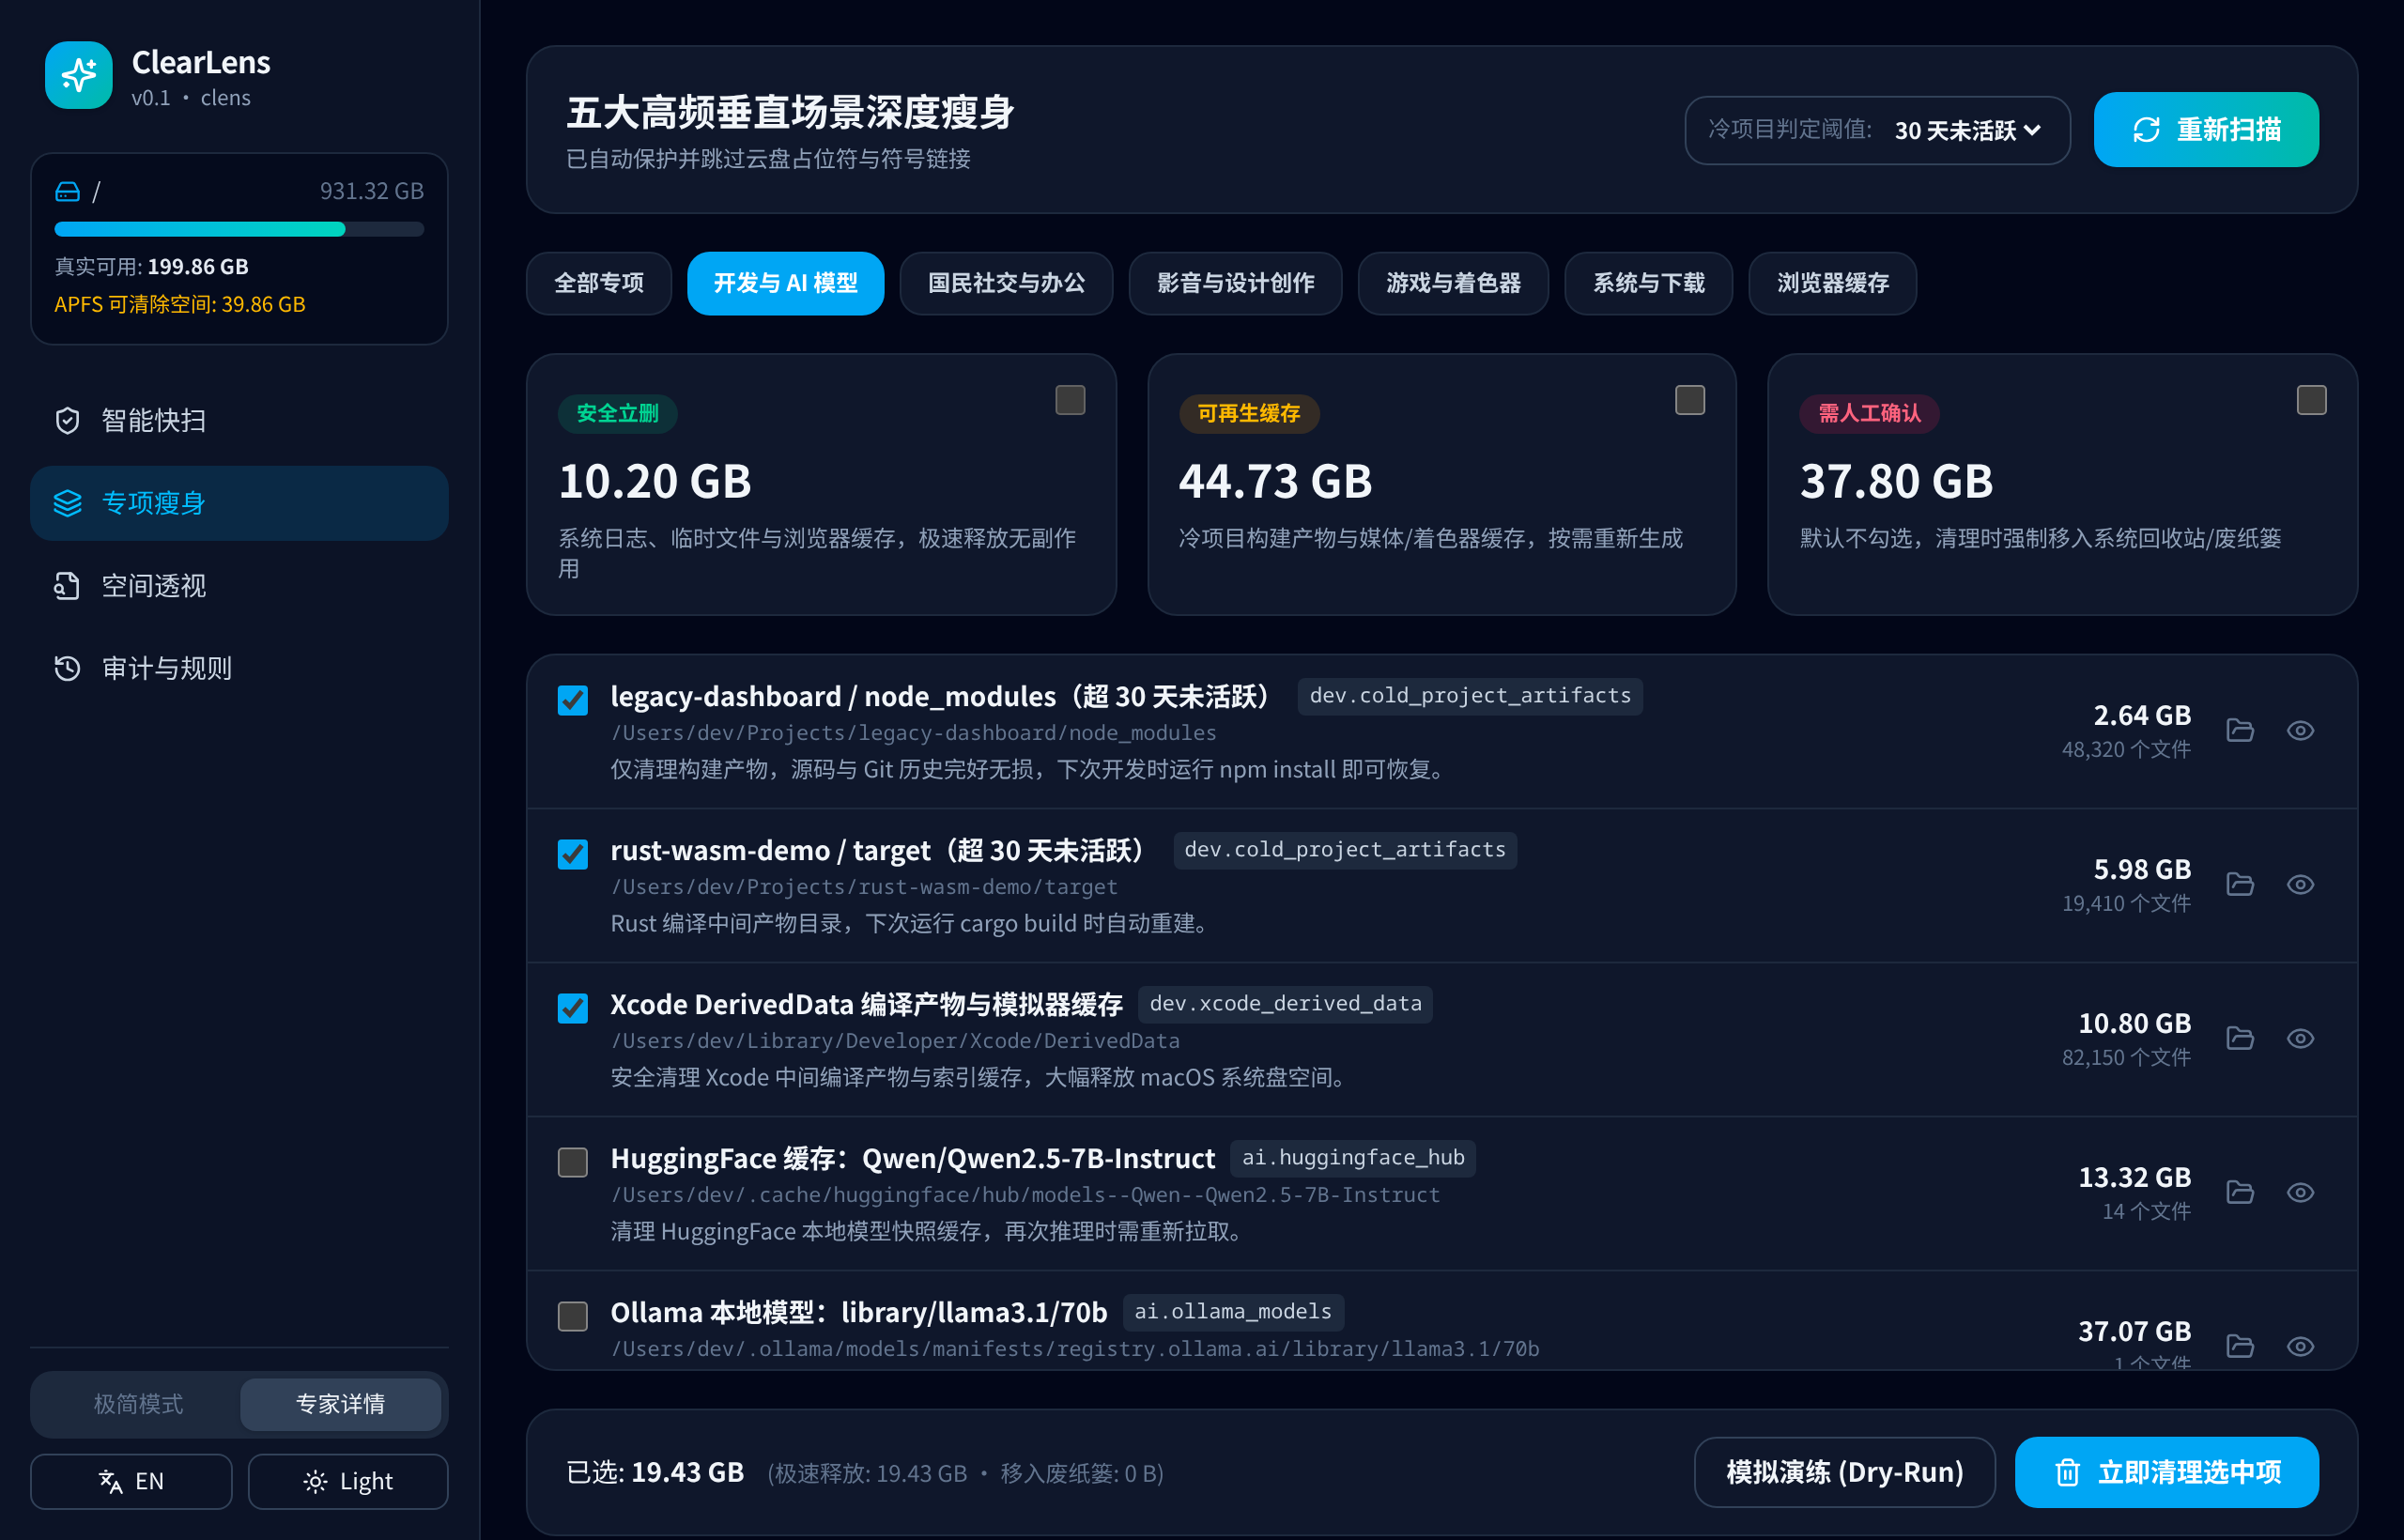 ClearLens
v0.1 • clens
/ 931.32 GB
真实可用: 199.86 GB
APFS 可清除空间: 39.86 GB
智能快扫
专项瘦身
空间透视
审计与规则
极简模式 专家详情
EN Light
五大高频垂直场景深度瘦身
已自动保护并跳过云盘占位符与符号链接
冷项目判定阈值: 30 天未活跃
重新扫描
全部专项 开发与 AI 模型 国民社交与办公 影音与设计创作 游戏与着色器 系统与下载 浏览器缓存
安全立删
10.20 GB
系统日志、临时文件与浏览器缓存，极速释放无副作
用
可再生缓存
44.73 GB
冷项目构建产物与媒体/着色器缓存，按需重新生成
需人工确认
37.80 GB
默认不勾选，清理时强制移入系统回收站/废纸篓
legacy-dashboard / node_modules（超 30 天未活跃） dev.cold_project_artifacts
/Users/dev/Projects/legacy-dashboard/node_modules
仅清理构建产物，源码与 Git 历史完好无损，下次开发时运行 npm install 即可恢复。
2.64 GB
48,320 个文件
rust-wasm-demo / target（超 30 天未活跃） dev.cold_project_artifacts
/Users/dev/Projects/rust-wasm-demo/target
Rust 编译中间产物目录，下次运行 cargo build 时自动重建。
5.98 GB
19,410 个文件
Xcode DerivedData 编译产物与模拟器缓存 dev.xcode_derived_data
/Users/dev/Library/Developer/Xcode/DerivedData
安全清理 Xcode 中间编译产物与索引缓存，大幅释放 macOS 系统盘空间。
10.80 GB
82,150 个文件
HuggingFace 缓存：Qwen/Qwen2.5-7B-Instruct ai.huggingface_hub
/Users/dev/.cache/huggingface/hub/models--Qwen--Qwen2.5-7B-Instruct
清理 HuggingFace 本地模型快照缓存，再次推理时需重新拉取。
13.32 GB
14 个文件
Ollama 本地模型：library/llama3.1/70b ai.ollama_models
/Users/dev/.ollama/models/manifests/registry.ollama.ai/library/llama3.1/70b
37.07 GB
1 个文件
已选: 19.43 GB (极速释放: 19.43 GB • 移入废纸篓: 0 B)
模拟演练 (Dry-Run)
立即清理选中项